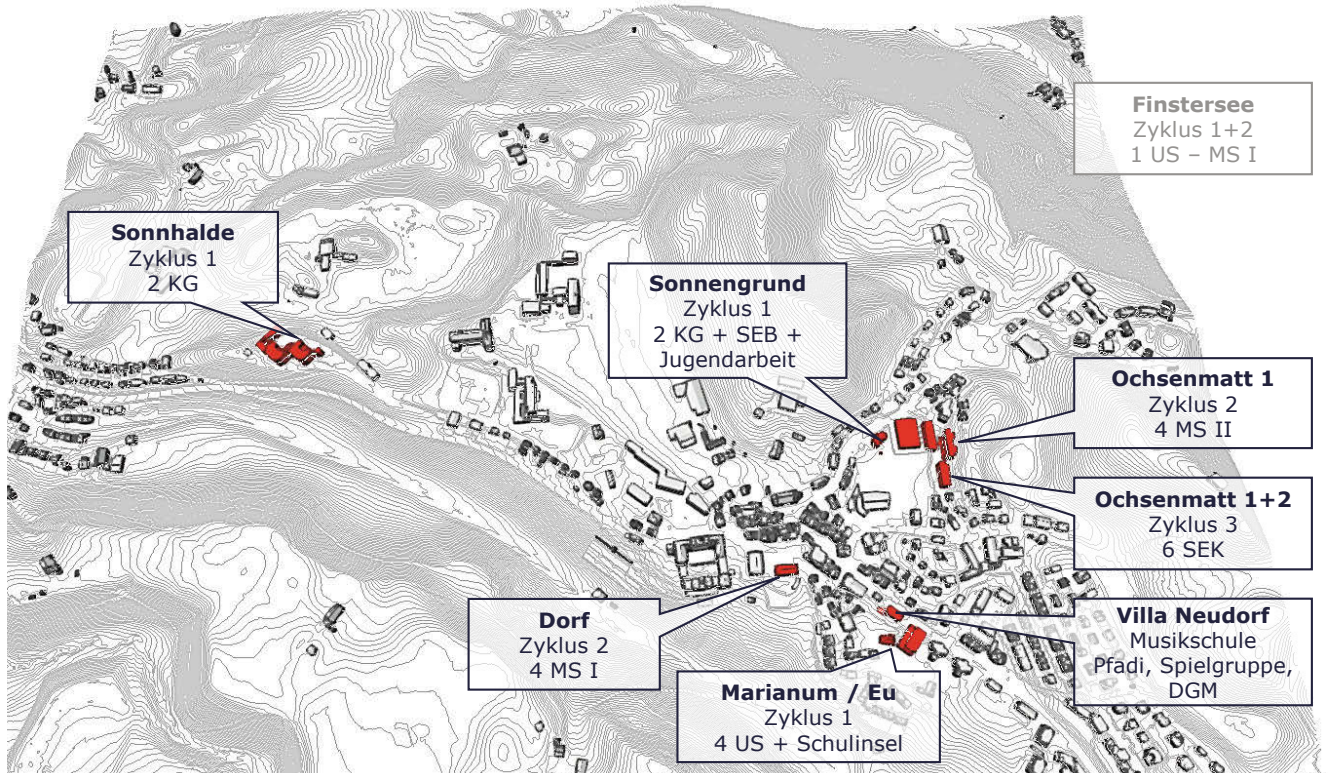 Finstersee
Zyklus 1+2
1 US – MS I
Sonnhalde
Zyklus 1
2 KG
Sonnengrund
Zyklus 1
2 KG + SEB +
Jugendarbeit
Ochsenmatt 1
Zyklus 2
4 MS II
Ochsenmatt 1+2
Zyklus 3
6 SEK
Dorf
Zyklus 2
4 MS I
Villa Neudorf
Musikschule
Pfadi, Spielgruppe,
DGM
Marianum / Eu
Zyklus 1
4 US + Schulinsel